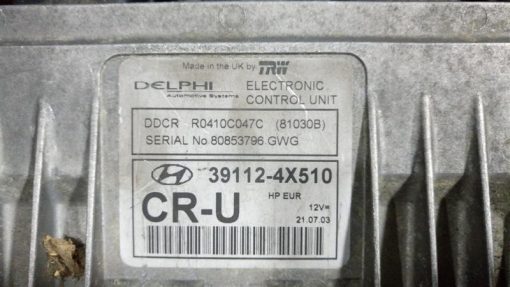 Made in the UK by TRW
DELPHI
Automotive Systems
ELECTRONIC
CONTROL UNIT
DDCR R0410C047C (81030B)
SERIAL No 80853796 GWG
39112-4X510
CR-U
HP EUR
12V=
21.07.03